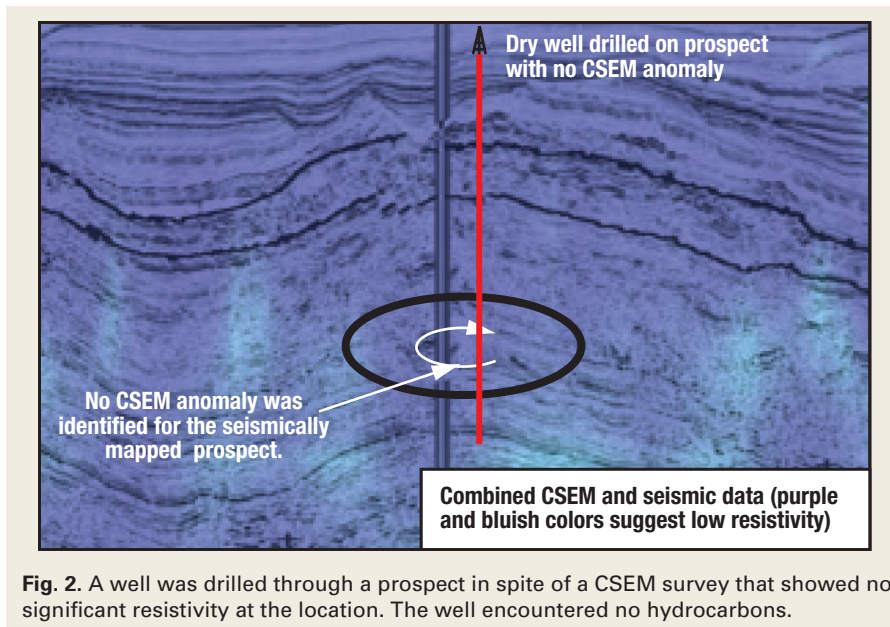 Dry well drilled on prospect
with no CSEM anomaly
No CSEM anomaly was
identified for the seismically
mapped prospect.
Combined CSEM and seismic data (purple
and bluish colors suggest low resistivity)
Fig. 2. A well was drilled through a prospect in spite of a CSEM survey that showed no
significant resistivity at the location. The well encountered no hydrocarbons.